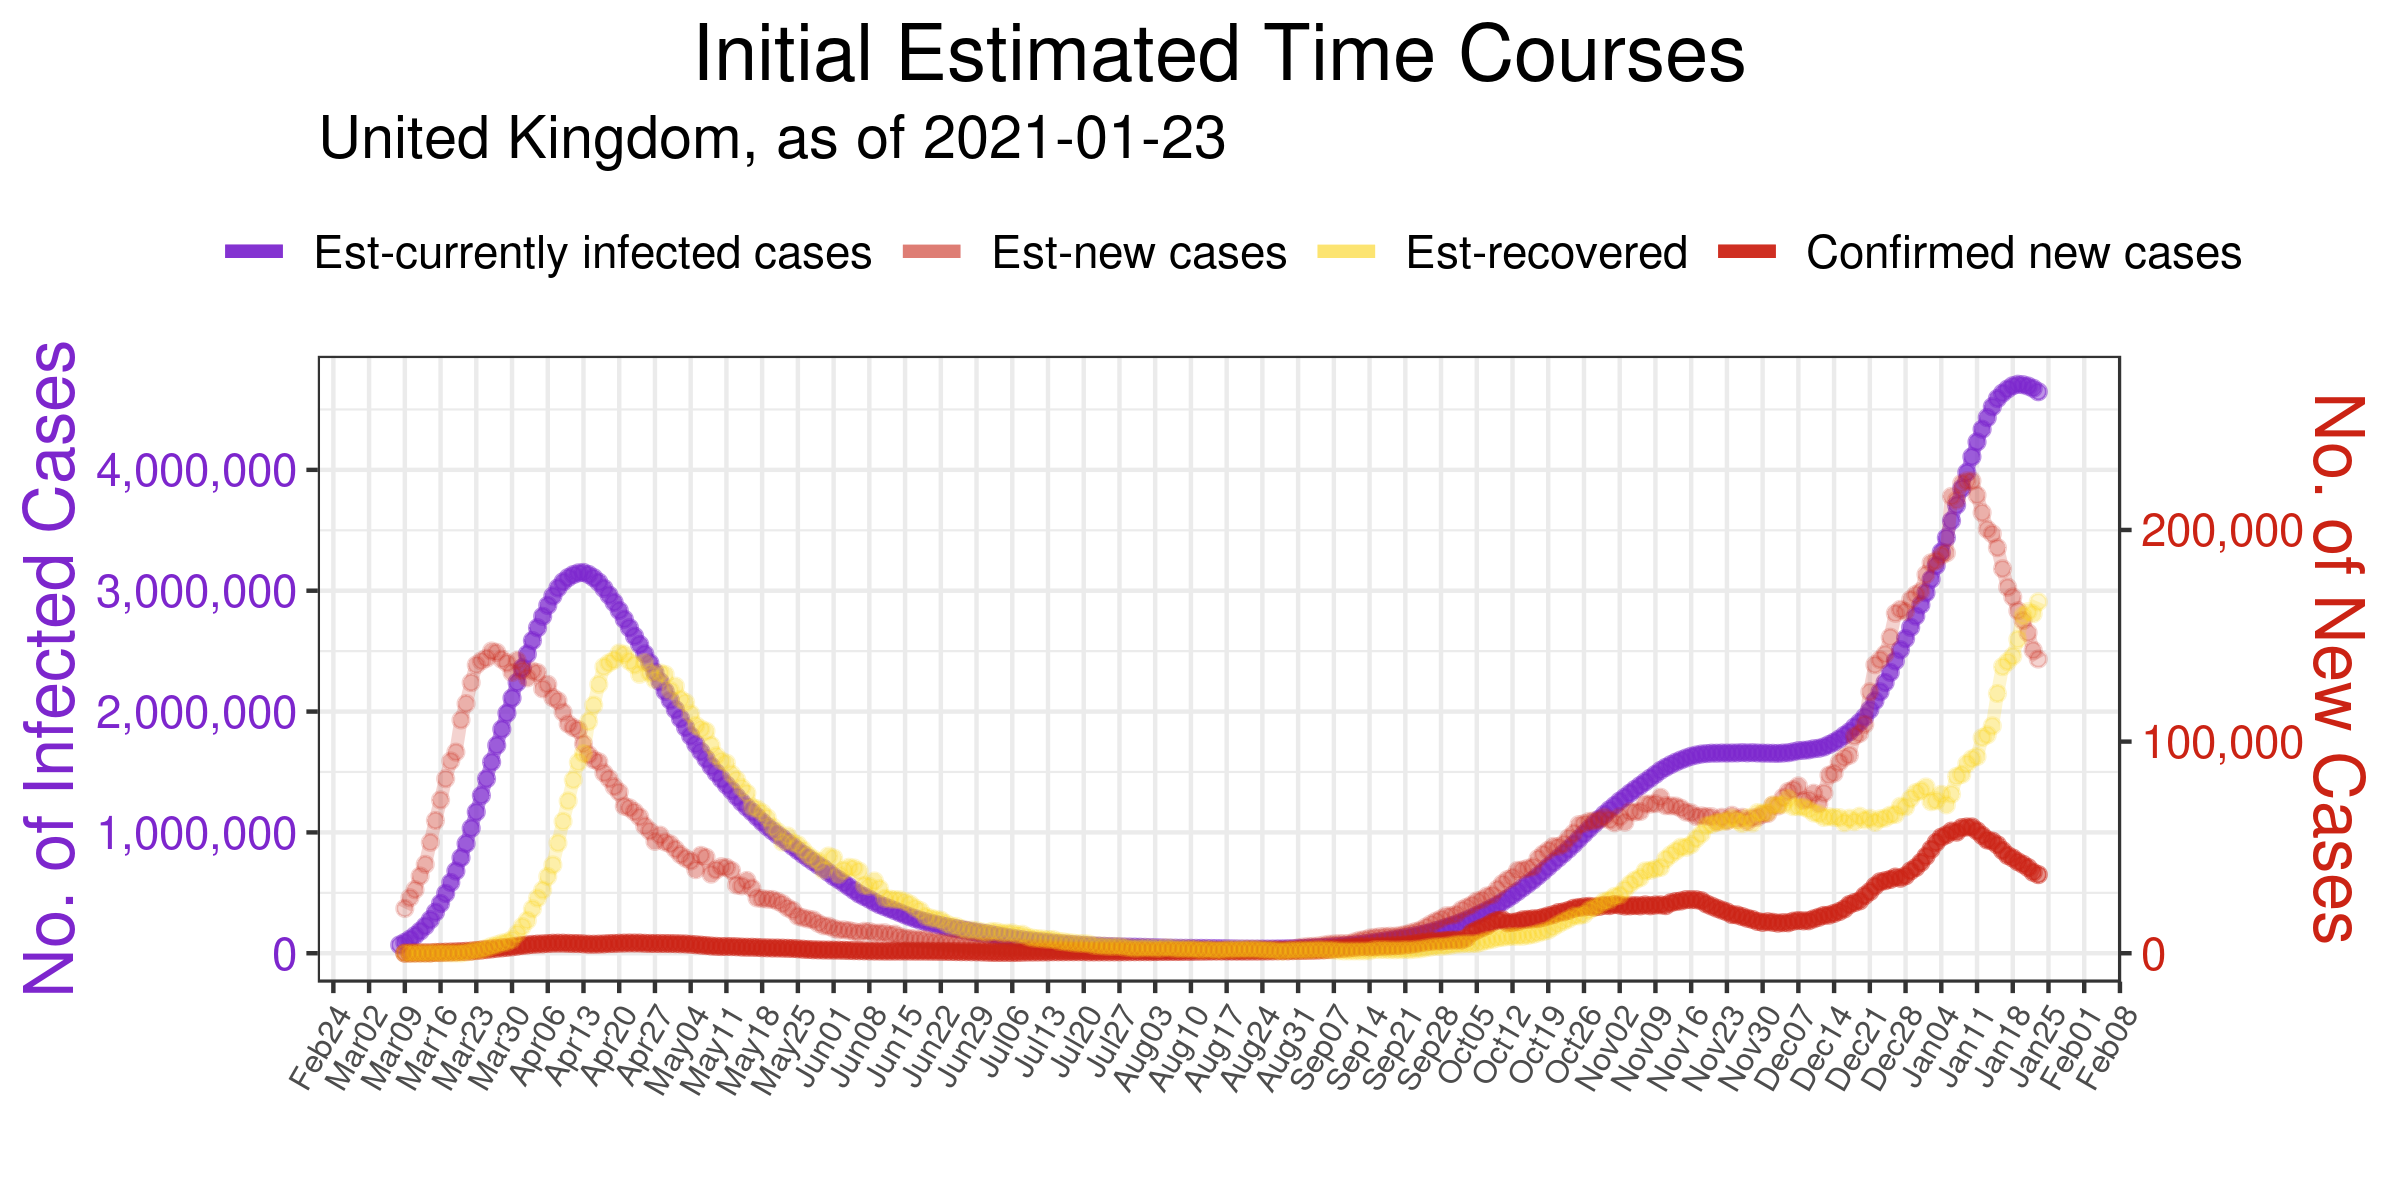 Initial Estimated Time Courses
United Kingdom, as of 2021-01-23
Est-currently infected cases Est-new cases Est-recovered Confirmed new cases
No. of Infected Cases
4,000,000
3,000,000
2,000,000
1,000,000
0
200,000
100,000
0
No. of New Cases
Feb24 Mar02 Mar09 Mar16 Mar23 Mar30 Apr06 Apr13 Apr20 Apr27 May04 May11 May18 May25 Jun01 Jun08 Jun15 Jun22 Jun29 Jul06 Jul13 Jul20 Jul27 Aug03 Aug10 Aug17 Aug24 Aug31 Sep07 Sep14 Sep21 Sep28 Oct05 Oct12 Oct19 Oct26 Nov02 Nov09 Nov16 Nov23 Nov30 Dec07 Dec14 Dec21 Dec28 Jan04 Jan11 Jan18 Jan25 Feb01 Feb08